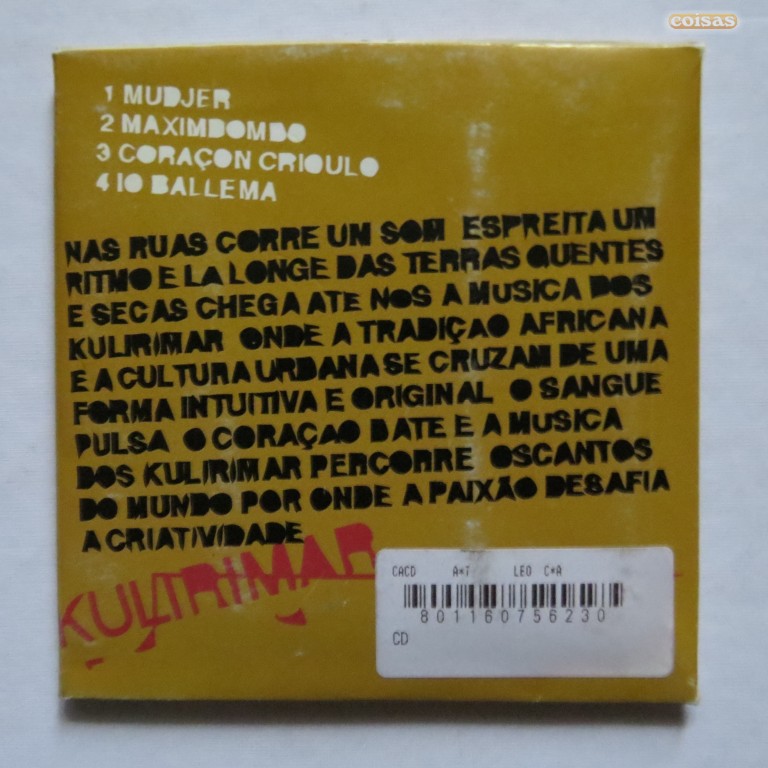 coisas
1 MUDJER
2 MAXIMBOMBO
3 CORAÇON CRIOULO
4 IO BALLEMA
NAS RUAS CORRE UM SOM ESPREITA UM
RITMO E LA LONGE DAS TERRAS QUENTES
E SECAS CHEGA ATE NOS A MUSICA DOS
KULIRIMAR ONDE A TRADIÇAO AFRICANA
E A CULTURA URBANA SE CRUZAM DE UMA
FORMA INTUITIVA E ORIGINAL O SANGUE
PULSA O CORAÇAO BATE E A MUSICA
DOS KULIRIMAR PERCORRE OS CANTOS
DO MUNDO POR ONDE A PAIXÃO DESAFIA
A CRIATIVIDADE
KULIRIMAR
CACD A*7 LEO C*A
801160756230
CD